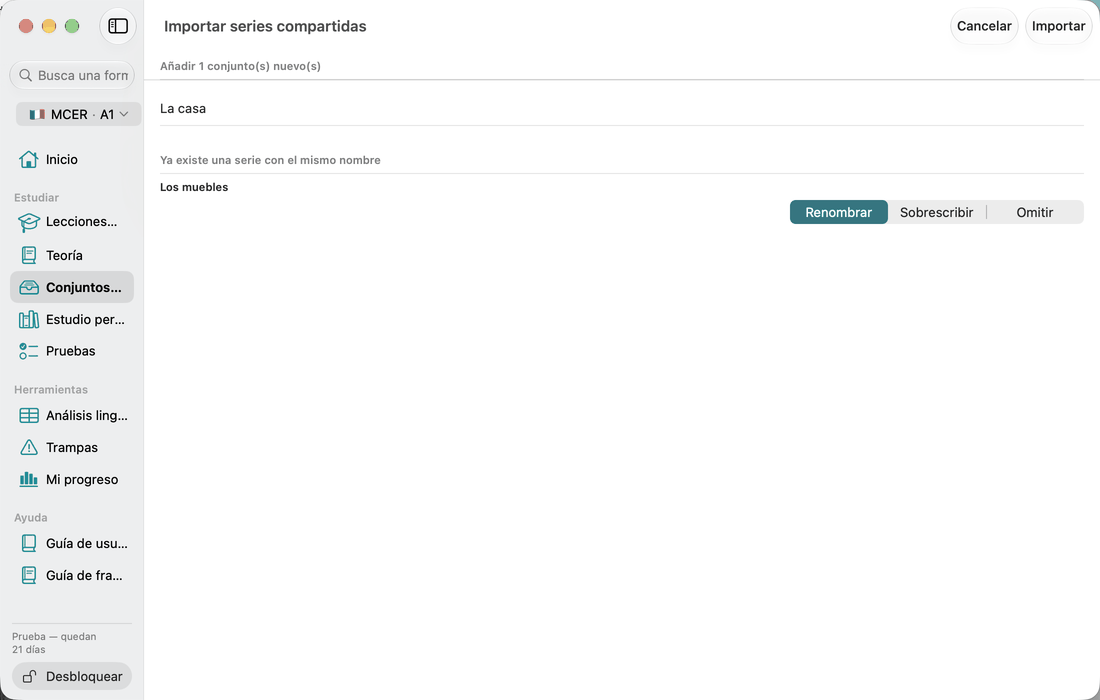 Importar series compartidas
Cancelar
Importar
Busca una forn
MCER · A1
Inicio
Estudiar
Lecciones...
Teoría
Conjuntos...
Estudio per...
Pruebas
Herramientas
Análisis ling...
Trampas
Mi progreso
Ayuda
Guía de usu...
Guía de fra...
Prueba — quedan
21 días
Desbloquear
Añadir 1 conjunto(s) nuevo(s)
La casa
Ya existe una serie con el mismo nombre
Los muebles
Renombrar
Sobrescribir
Omitir